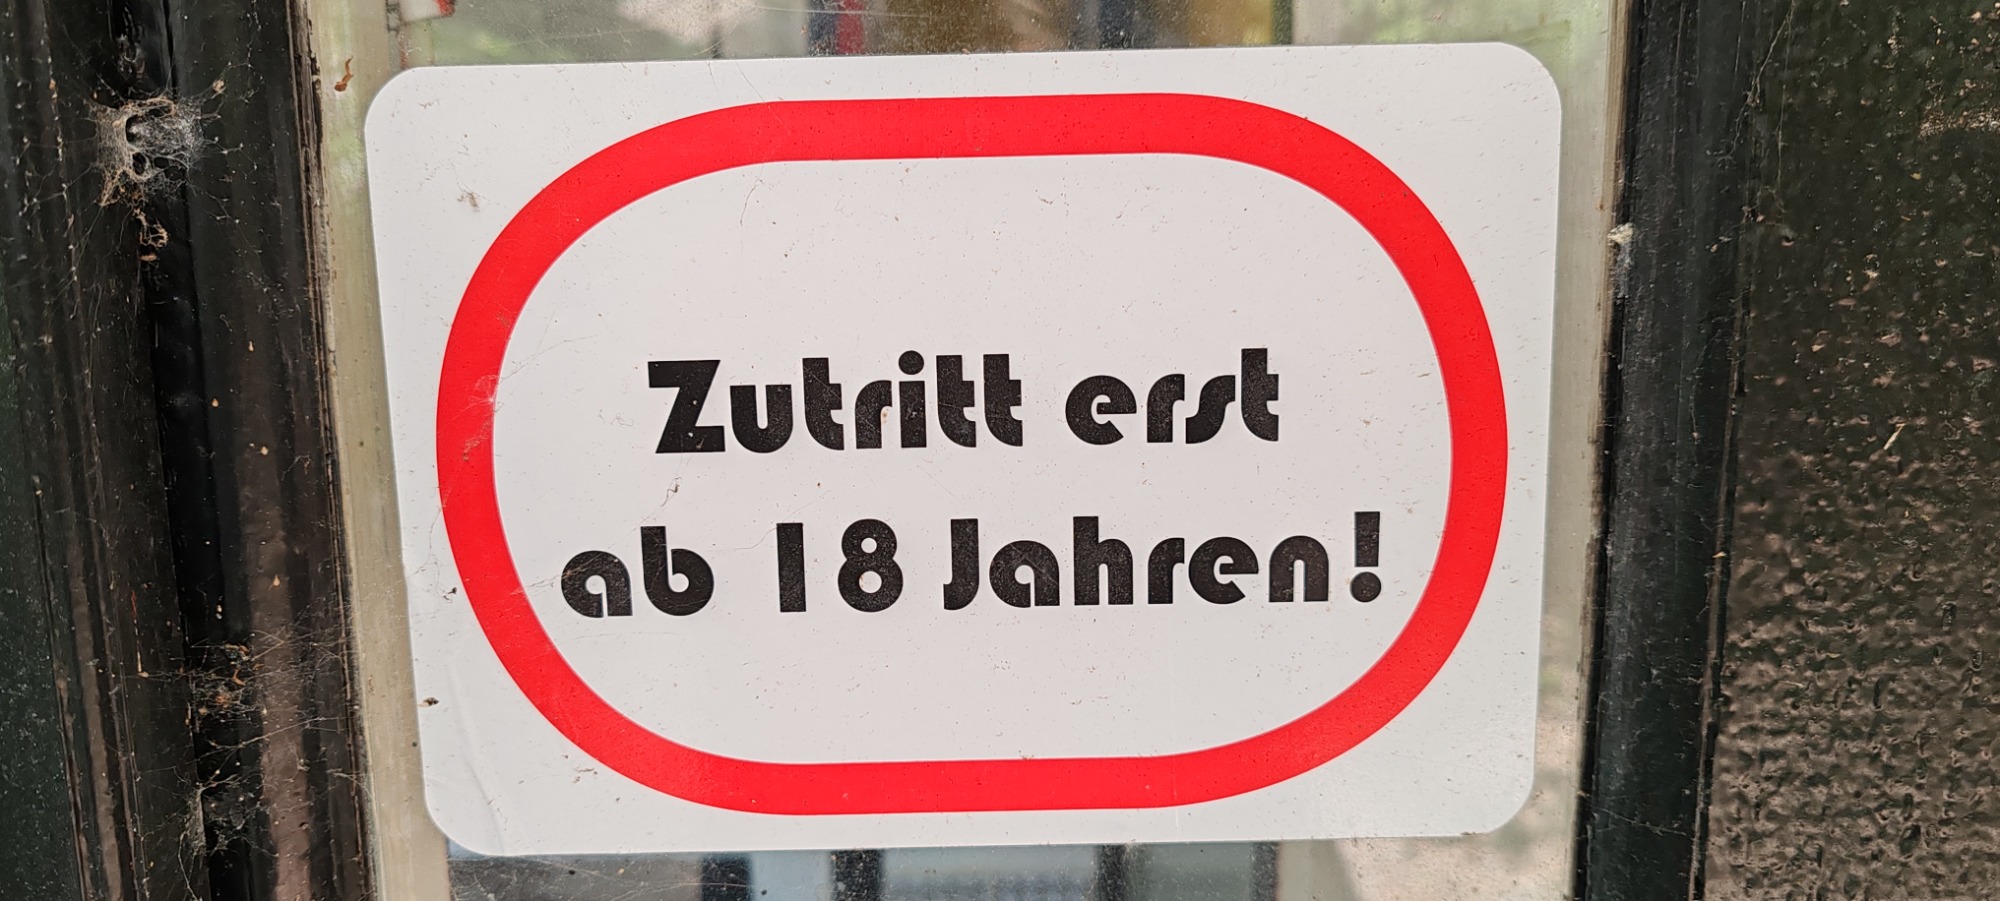 Zutritt erst
ab 18 Jahren!